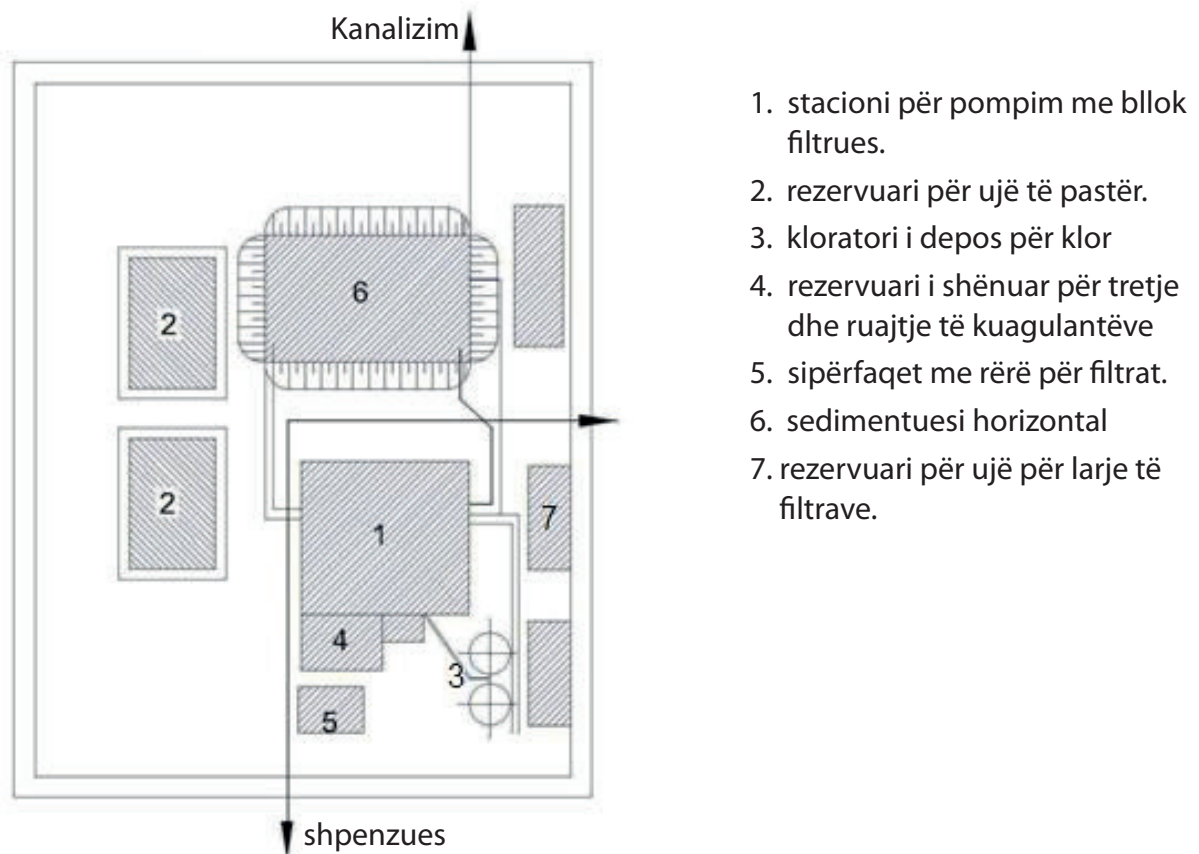 Kanalizim
1. stacioni për pompim me bllok
filtrues.
2. rezervuari për ujë të pastër.
3. kloratori i depos për klor
4. rezervuari i shënuar për tretje
dhe ruajtje të kuagulantëve
5. sipërfaqet me rërë për filtrat.
6. sedimentuesi horizontal
7. rezervuari për ujë për larje të
filtrave.
6
2
2
1
7
4
3
5
shpenzues